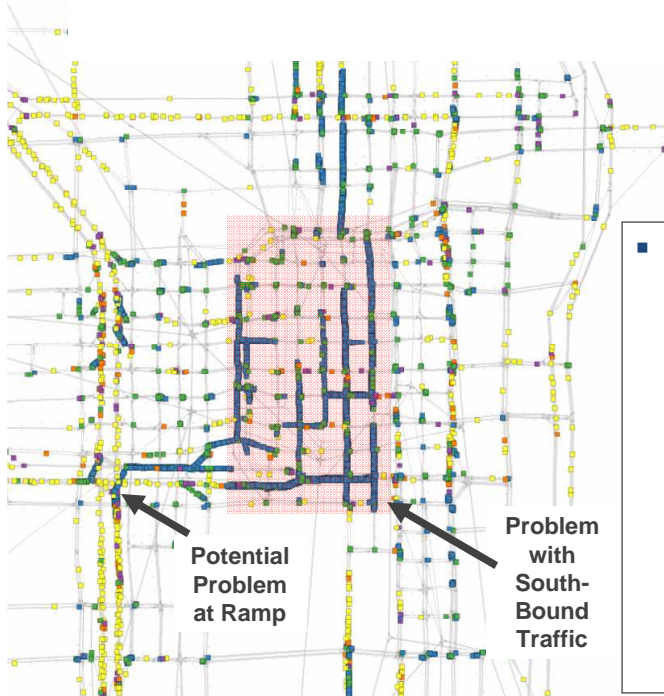 Potential
Problem
at Ramp
Problem
with
South-
Bound
Traffic